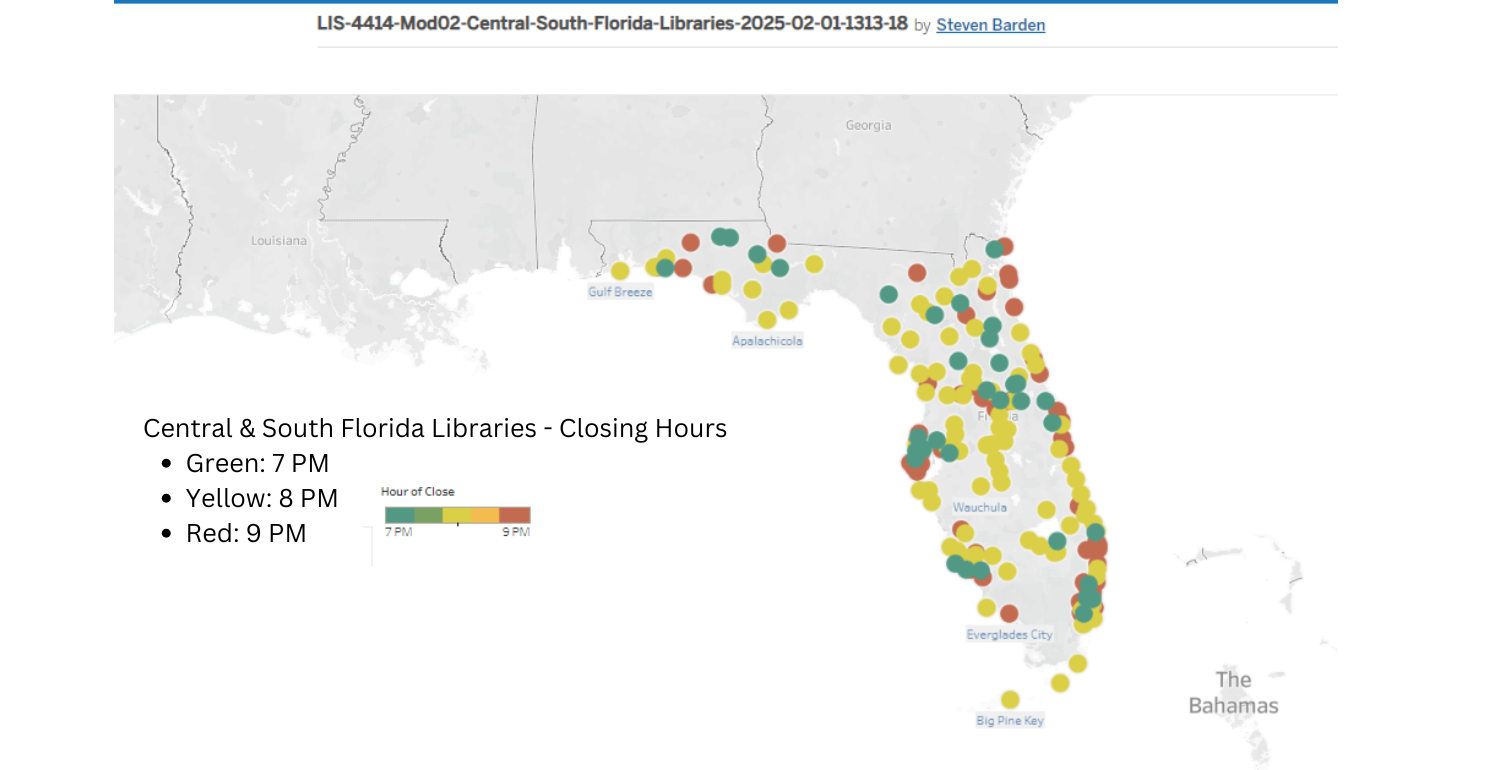 LIS-4414-Mod02-Central-South-Florida-Libraries-2025-02-01-1313-18 by Steven Barden
Georgia
Louisiana
Gulf Breeze
Apalachicola
Central & South Florida Libraries - Closing Hours
• Green: 7 PM
• Yellow: 8 PM
• Red: 9 PM
Hour of Close
7 PM 9 PM
Wauchula
Everglades City
The
Bahamas
Big Pine Key